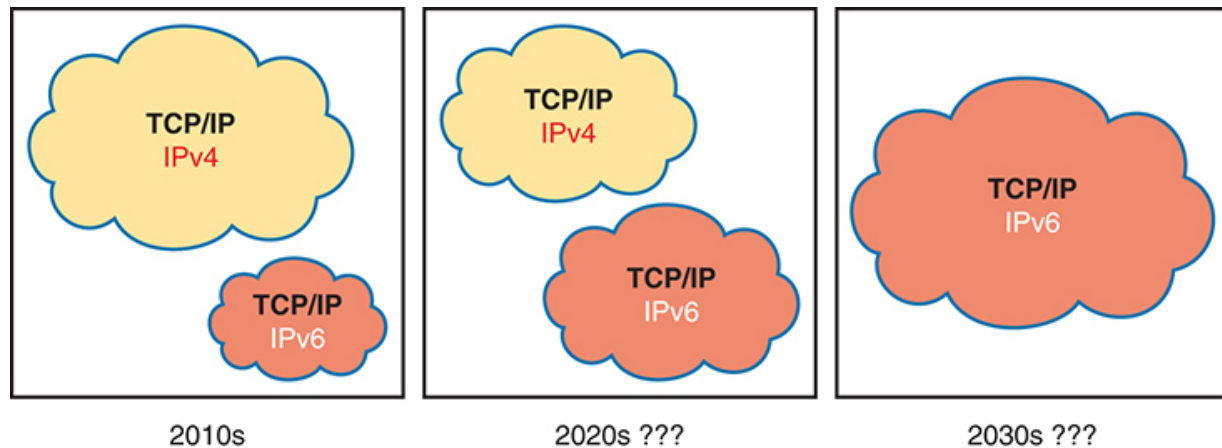 TCP/IP
IPv4
TCP/IP
IPv6
2010s
TCP/IP
IPv4
TCP/IP
IPv6
2020s ???
TCP/IP
IPv6
2030s ???